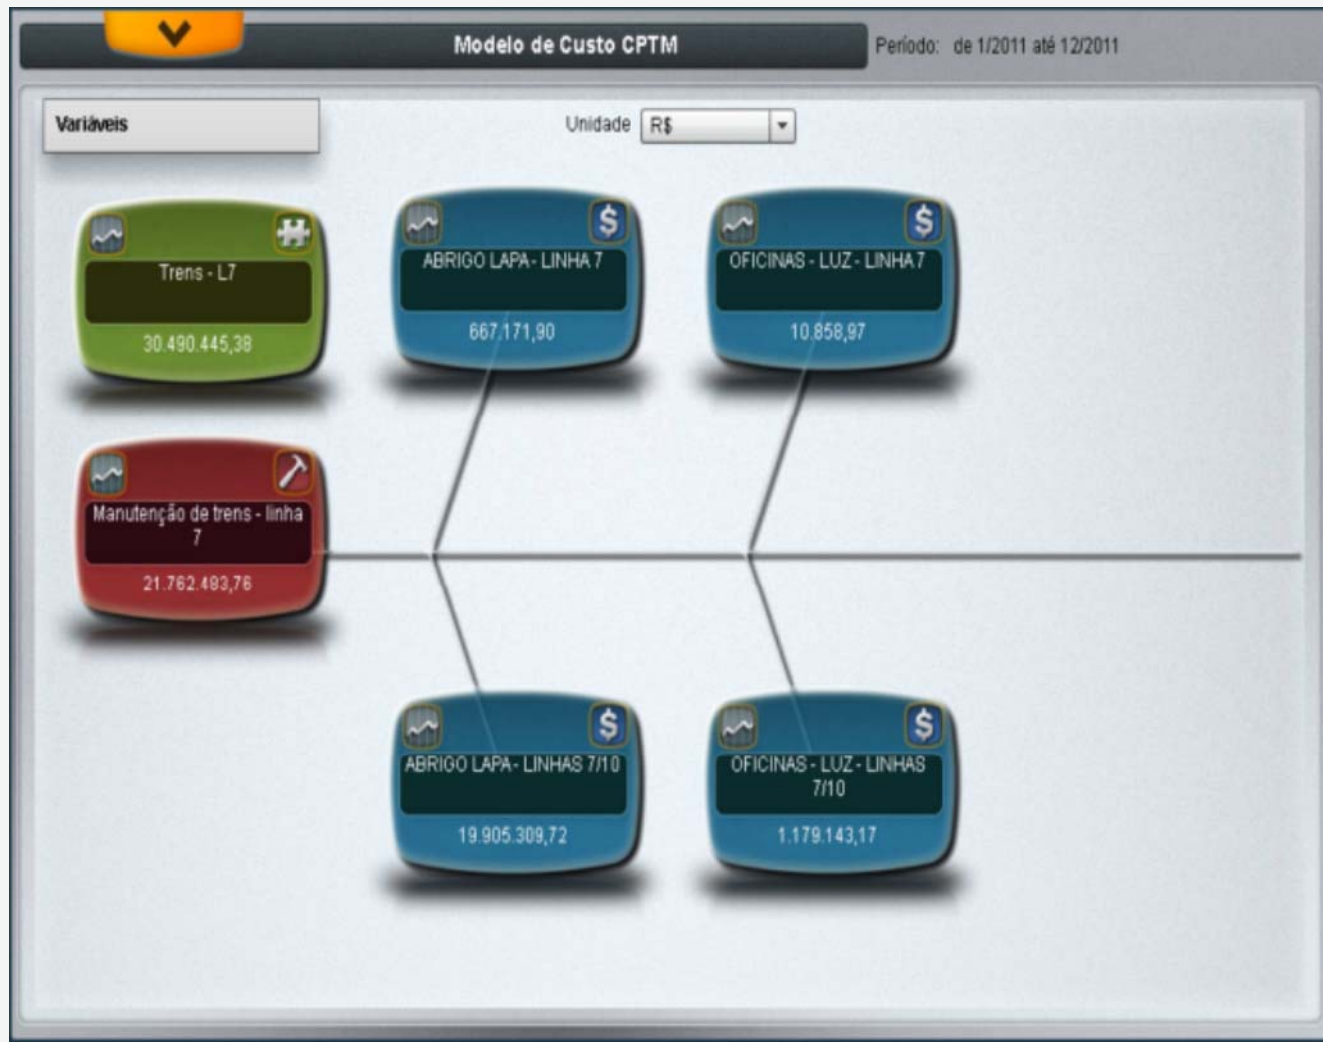 Modelo de Custo CPTM
Período: de 1/2011 até 12/2011
Variáveis
Unidade R$
Trens - L7
30.490.445,38
ABRIGO LAPA - LINHA 7
667.171,90
OFICINAS - LUZ - LINHA 7
10.858,97
Manutenção de trens - linha
7
21.762.483,76
ABRIGO LAPA - LINHAS 7/10
19.905.309,72
OFICINAS - LUZ - LINHAS
7/10
1.179.143,17